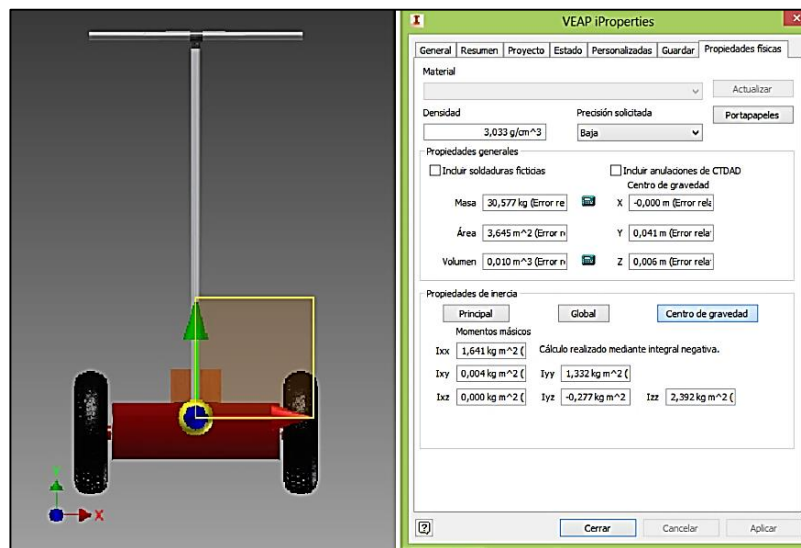 VEAP iProperties
General Resumen Proyecto Estado Personalizadas Guardar Propiedades físicas
Material
Actualizar
Densidad Precisión solicitada Portapapeles
3,033 g/cm^3 Baja
Propiedades generales
Incluir soldaduras ficticias Incluir anulaciones de CTDAD
Centro de gravedad
Masa 30,577 kg (Error re X -0,000 m (Error rela
Área 3,645 m^2 (Error r Y 0,041 m (Error relat
Volumen 0,010 m^3 (Error r Z 0,006 m (Error relat
Propiedades de inercia
Principal Global Centro de gravedad
Momentos másicos
Ixx 1,641 kg m^2 ( Cálculo realizado mediante integral negativa.
Ixy 0,004 kg m^2 ( Iyy 1,332 kg m^2 (
Ixz 0,000 kg m^2 ( Iyz -0,277 kg m^2 Izz 2,392 kg m^2 (
Y
X
? Cerrar Cancelar Aplicar